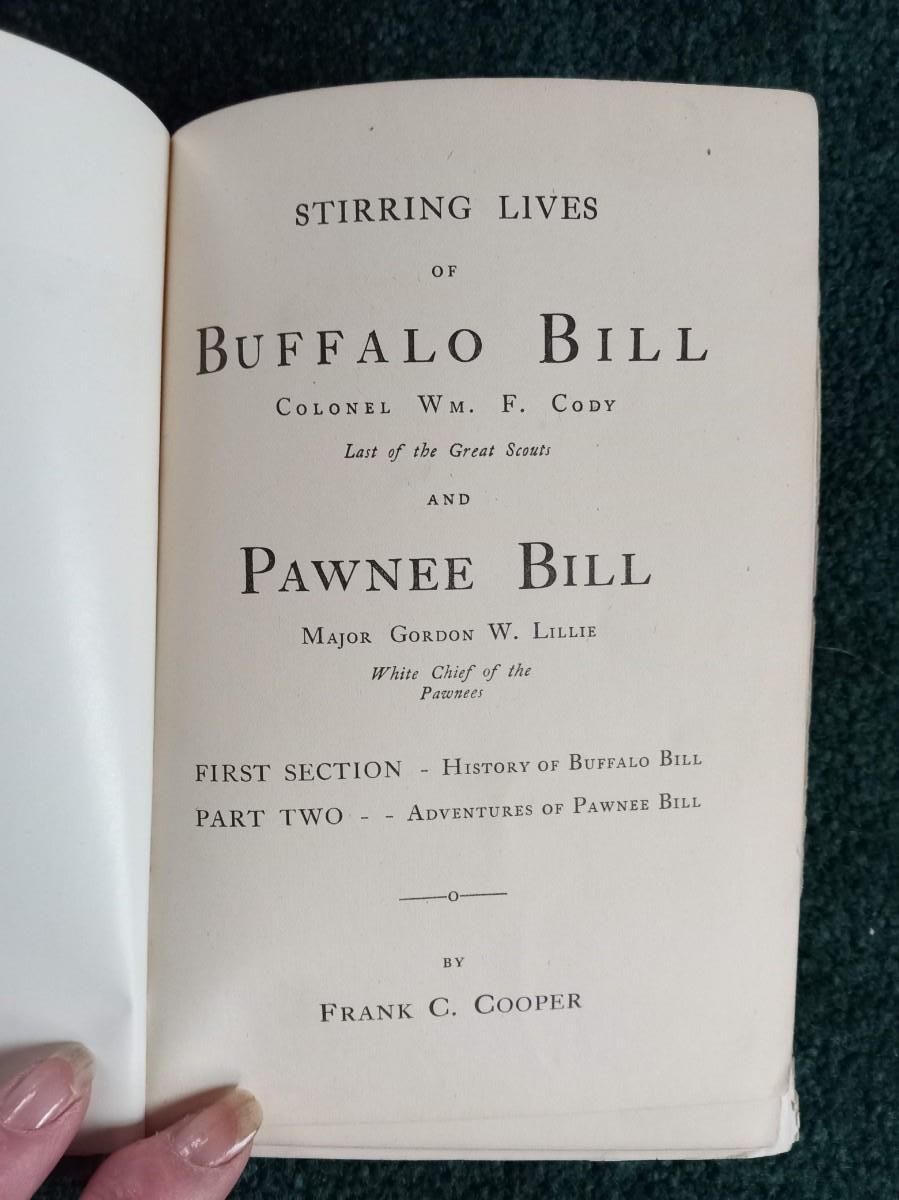 STIRRING LIVES
OF
BUFFALO BILL
COLONEL WM. F. CODY
Last of the Great Scouts
AND
PAWNEE BILL
MAJOR GORDON W. LILLIE
White Chief of the
Pawnees
FIRST SECTION - HISTORY OF BUFFALO BILL
PART TWO - - ADVENTURES OF PAWNEE BILL
——O——
BY
FRANK C. COOPER